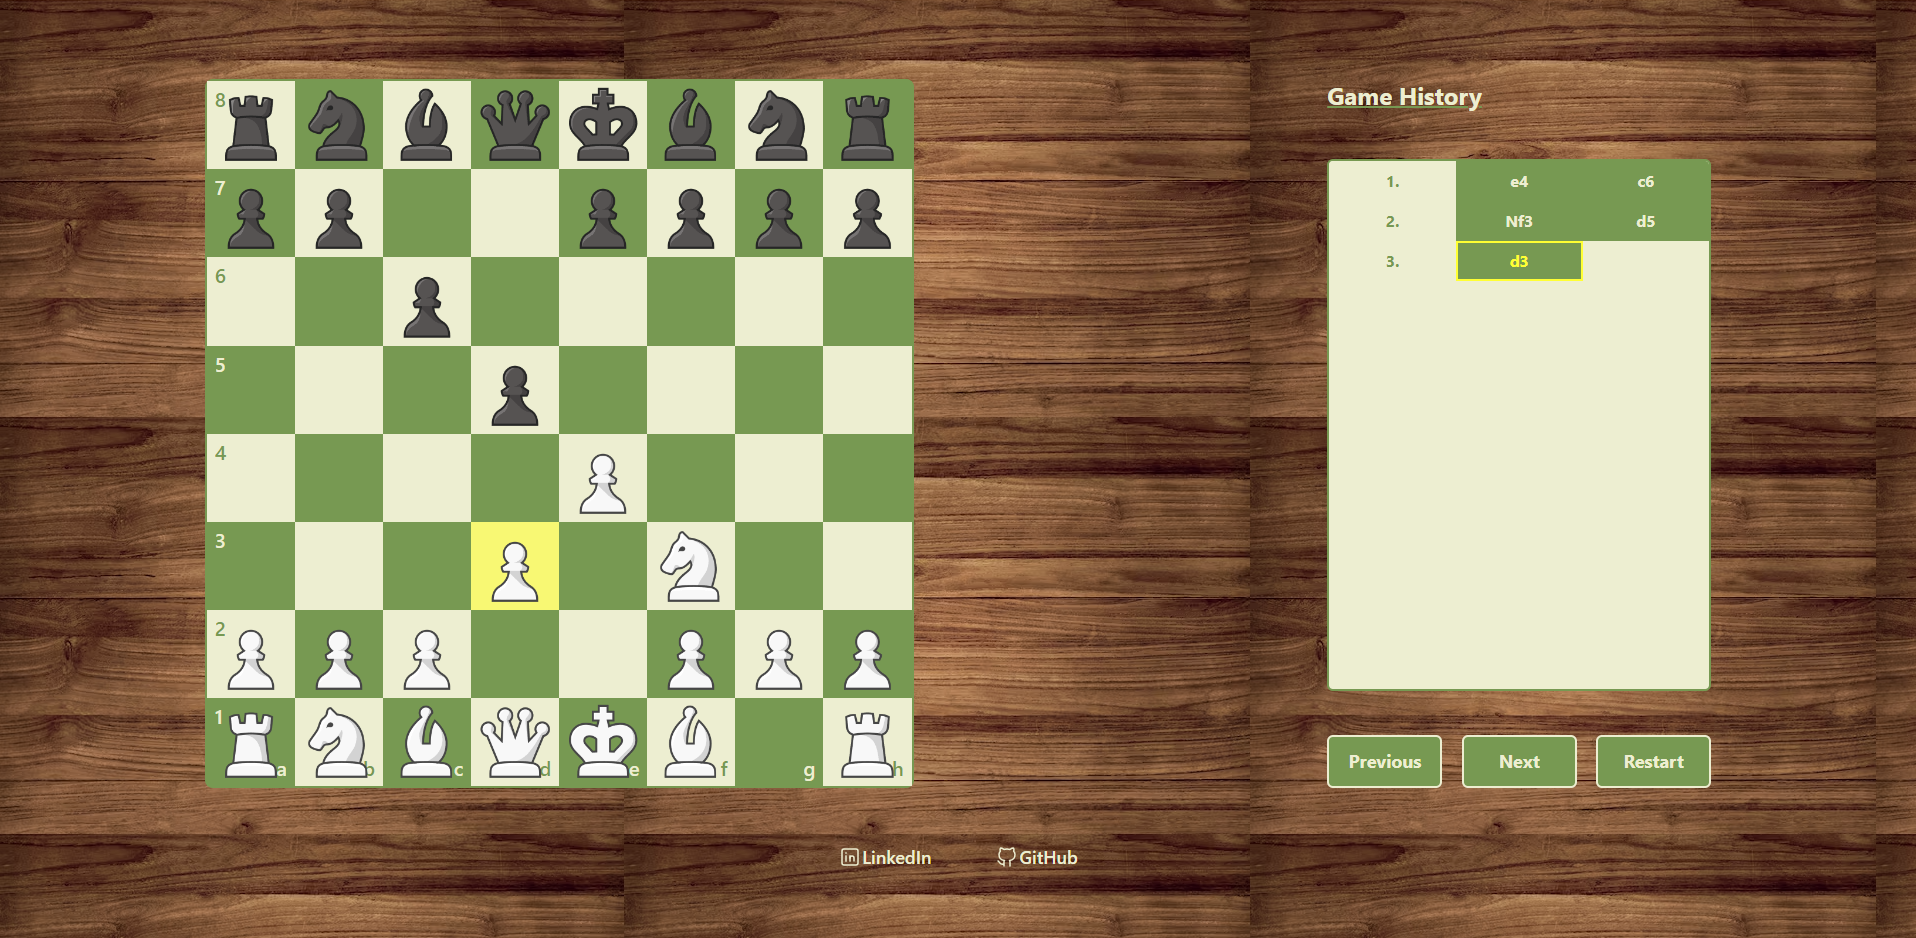 Game History
8
7
6
5
4
3
2
1
a b c d e f g h
1. e4 c6
2. Nf3 d5
3. d3
Previous Next Restart
LinkedIn GitHub